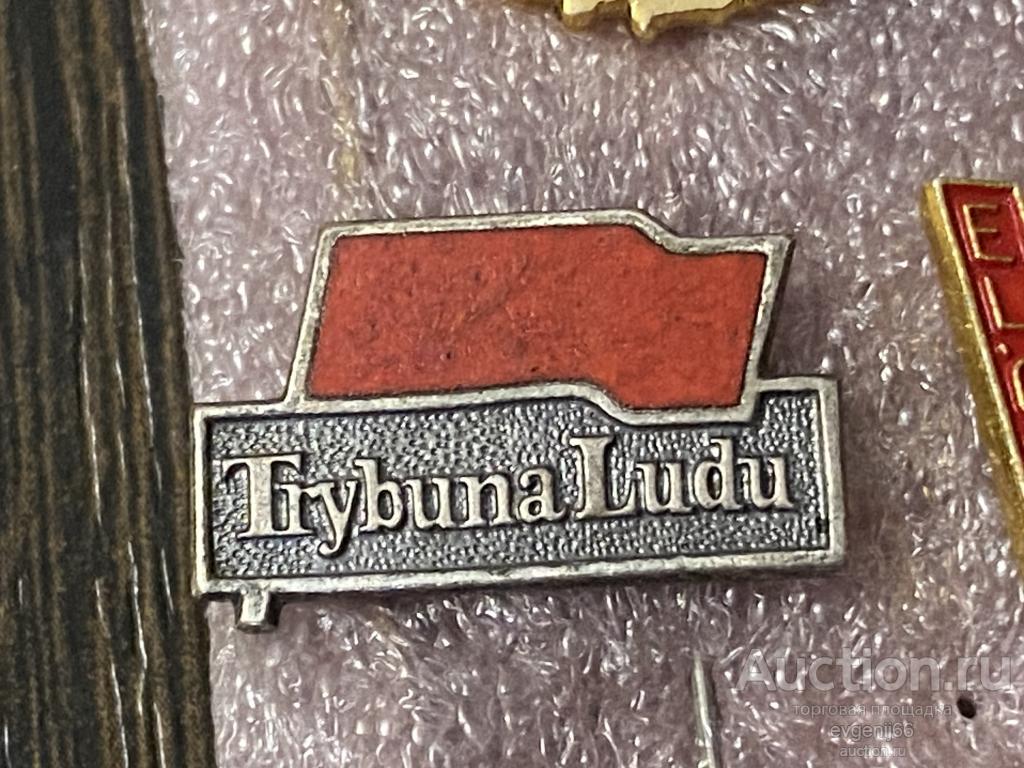 Trybuna Ludu
E
L
Auction.ru
торговая площадка
evgenij66
auction.ru